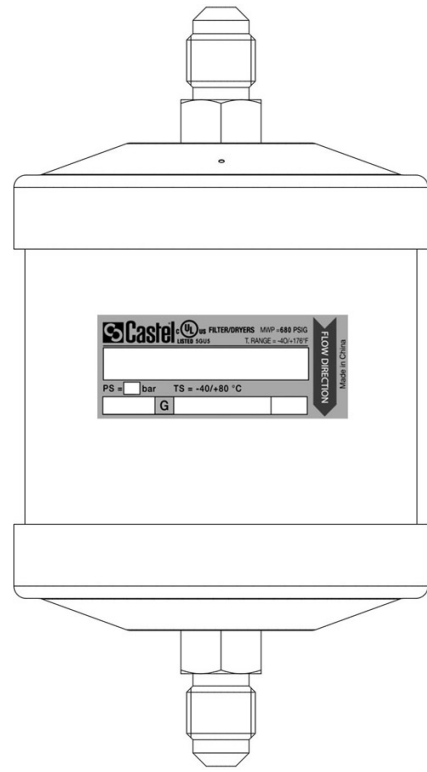 Castel c UL us FILTER/DRYERS MWP =680 PSIG
LISTED SGUS T, RANGE = -40/+176°F
PS = bar TS = -40/+80 °C
G
FLOW DIRECTION
Made in China